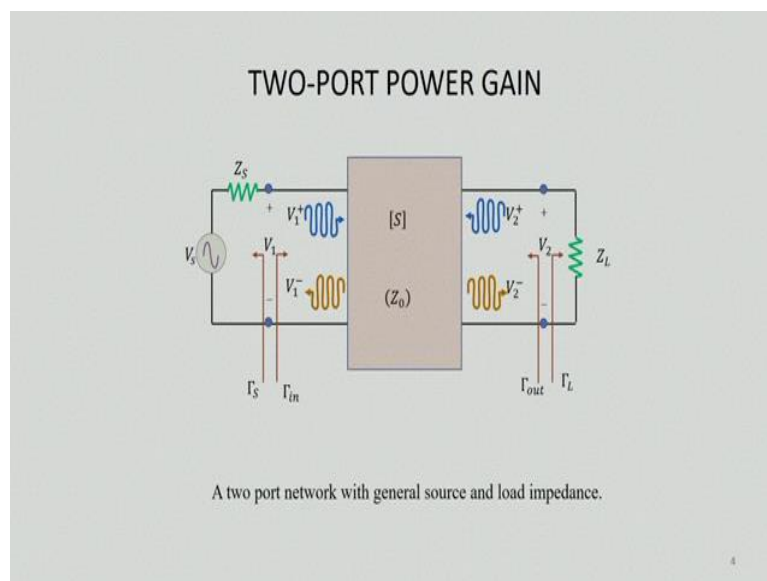 TWO-PORT POWER GAIN
Z_S
V_1^+
[S]
V_2^+
+
+
V_s
V_1
V_2
Z_L
V_1^-
(Z_0)
V_2^-
−
−
Γ_S
Γ_in
Γ_out
Γ_L
A two port network with general source and load impedance.
4